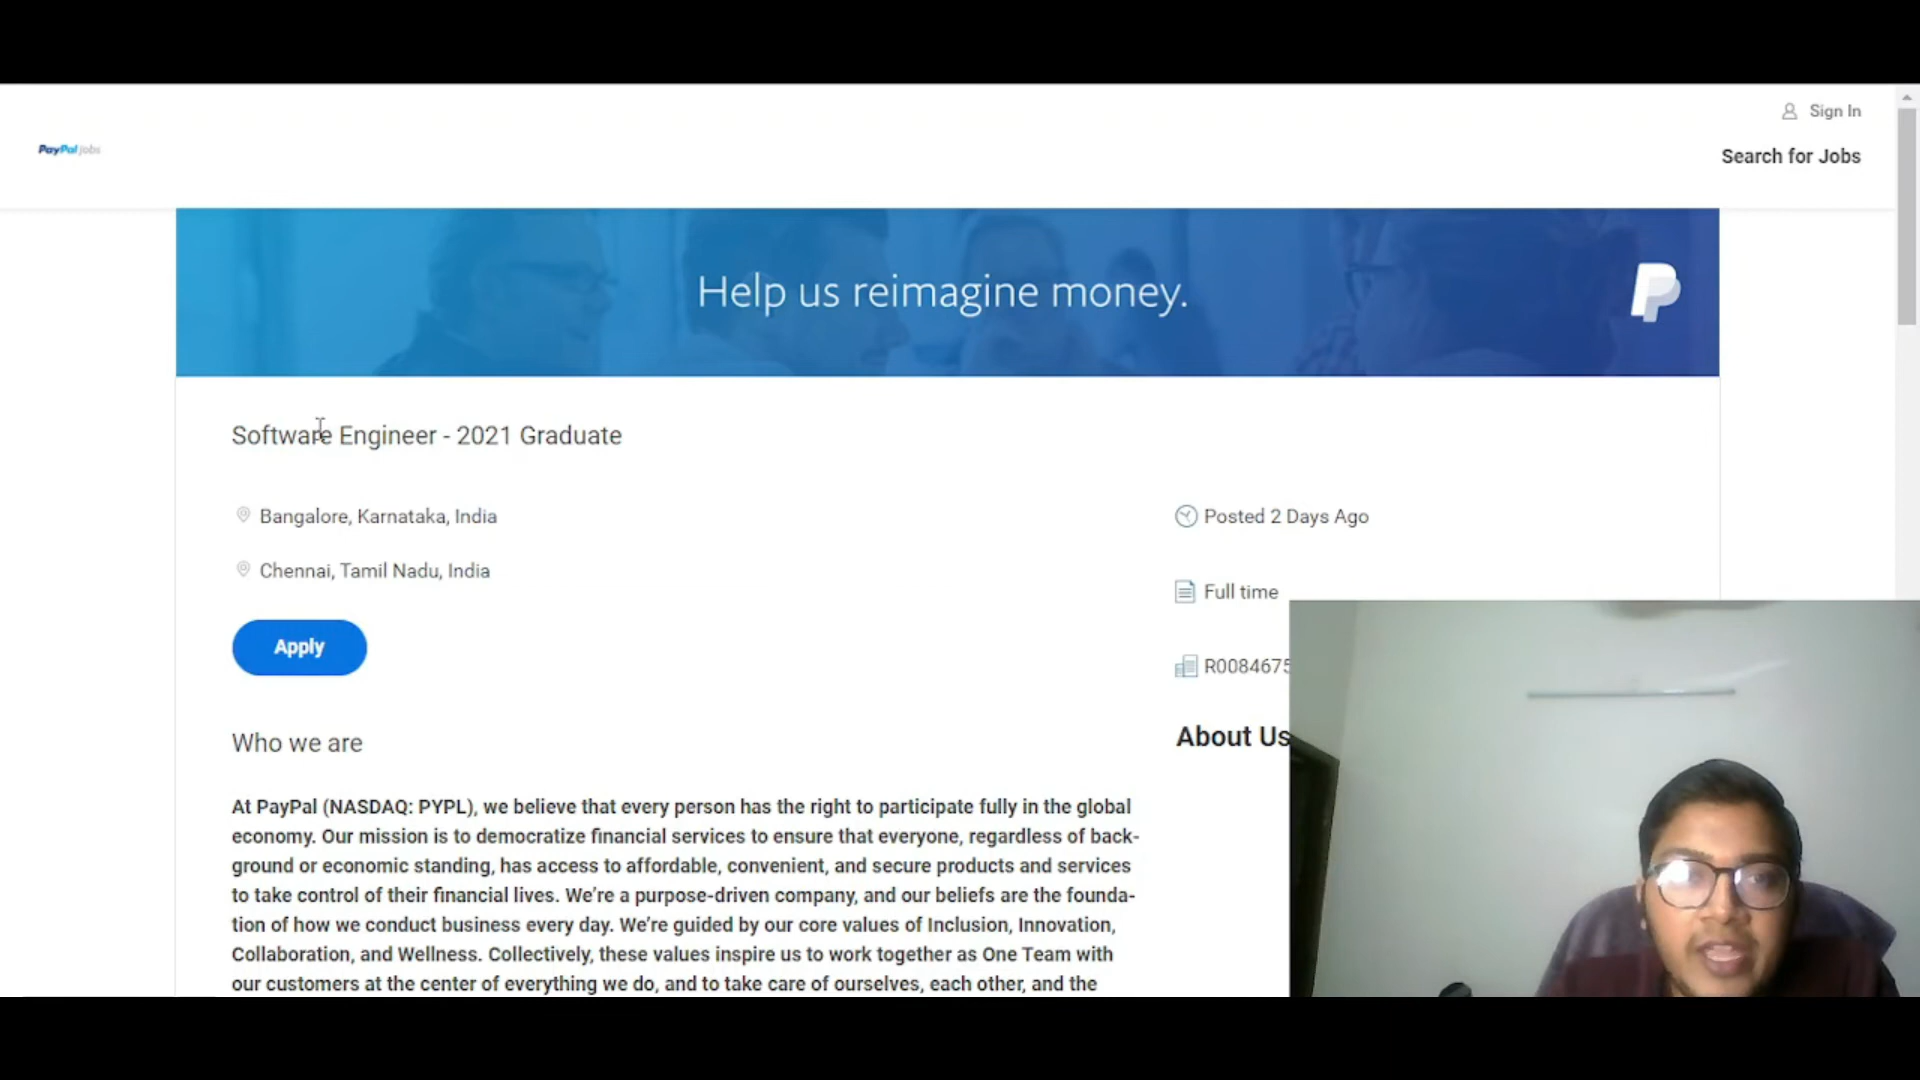 Sign In
PayPal Jobs
Search for Jobs
Help us reimagine money.
Software Engineer - 2021 Graduate
Bangalore, Karnataka, India
Posted 2 Days Ago
Chennai, Tamil Nadu, India
Full time
Apply
R0084675
Who we are
About Us
At PayPal (NASDAQ: PYPL), we believe that every person has the right to participate fully in the global
economy. Our mission is to democratize financial services to ensure that everyone, regardless of back-
ground or economic standing, has access to affordable, convenient, and secure products and services
to take control of their financial lives. We’re a purpose-driven company, and our beliefs are the founda-
tion of how we conduct business every day. We’re guided by our core values of Inclusion, Innovation,
Collaboration, and Wellness. Collectively, these values inspire us to work together as One Team with
our customers at the center of everything we do, and to take care of ourselves, each other, and the